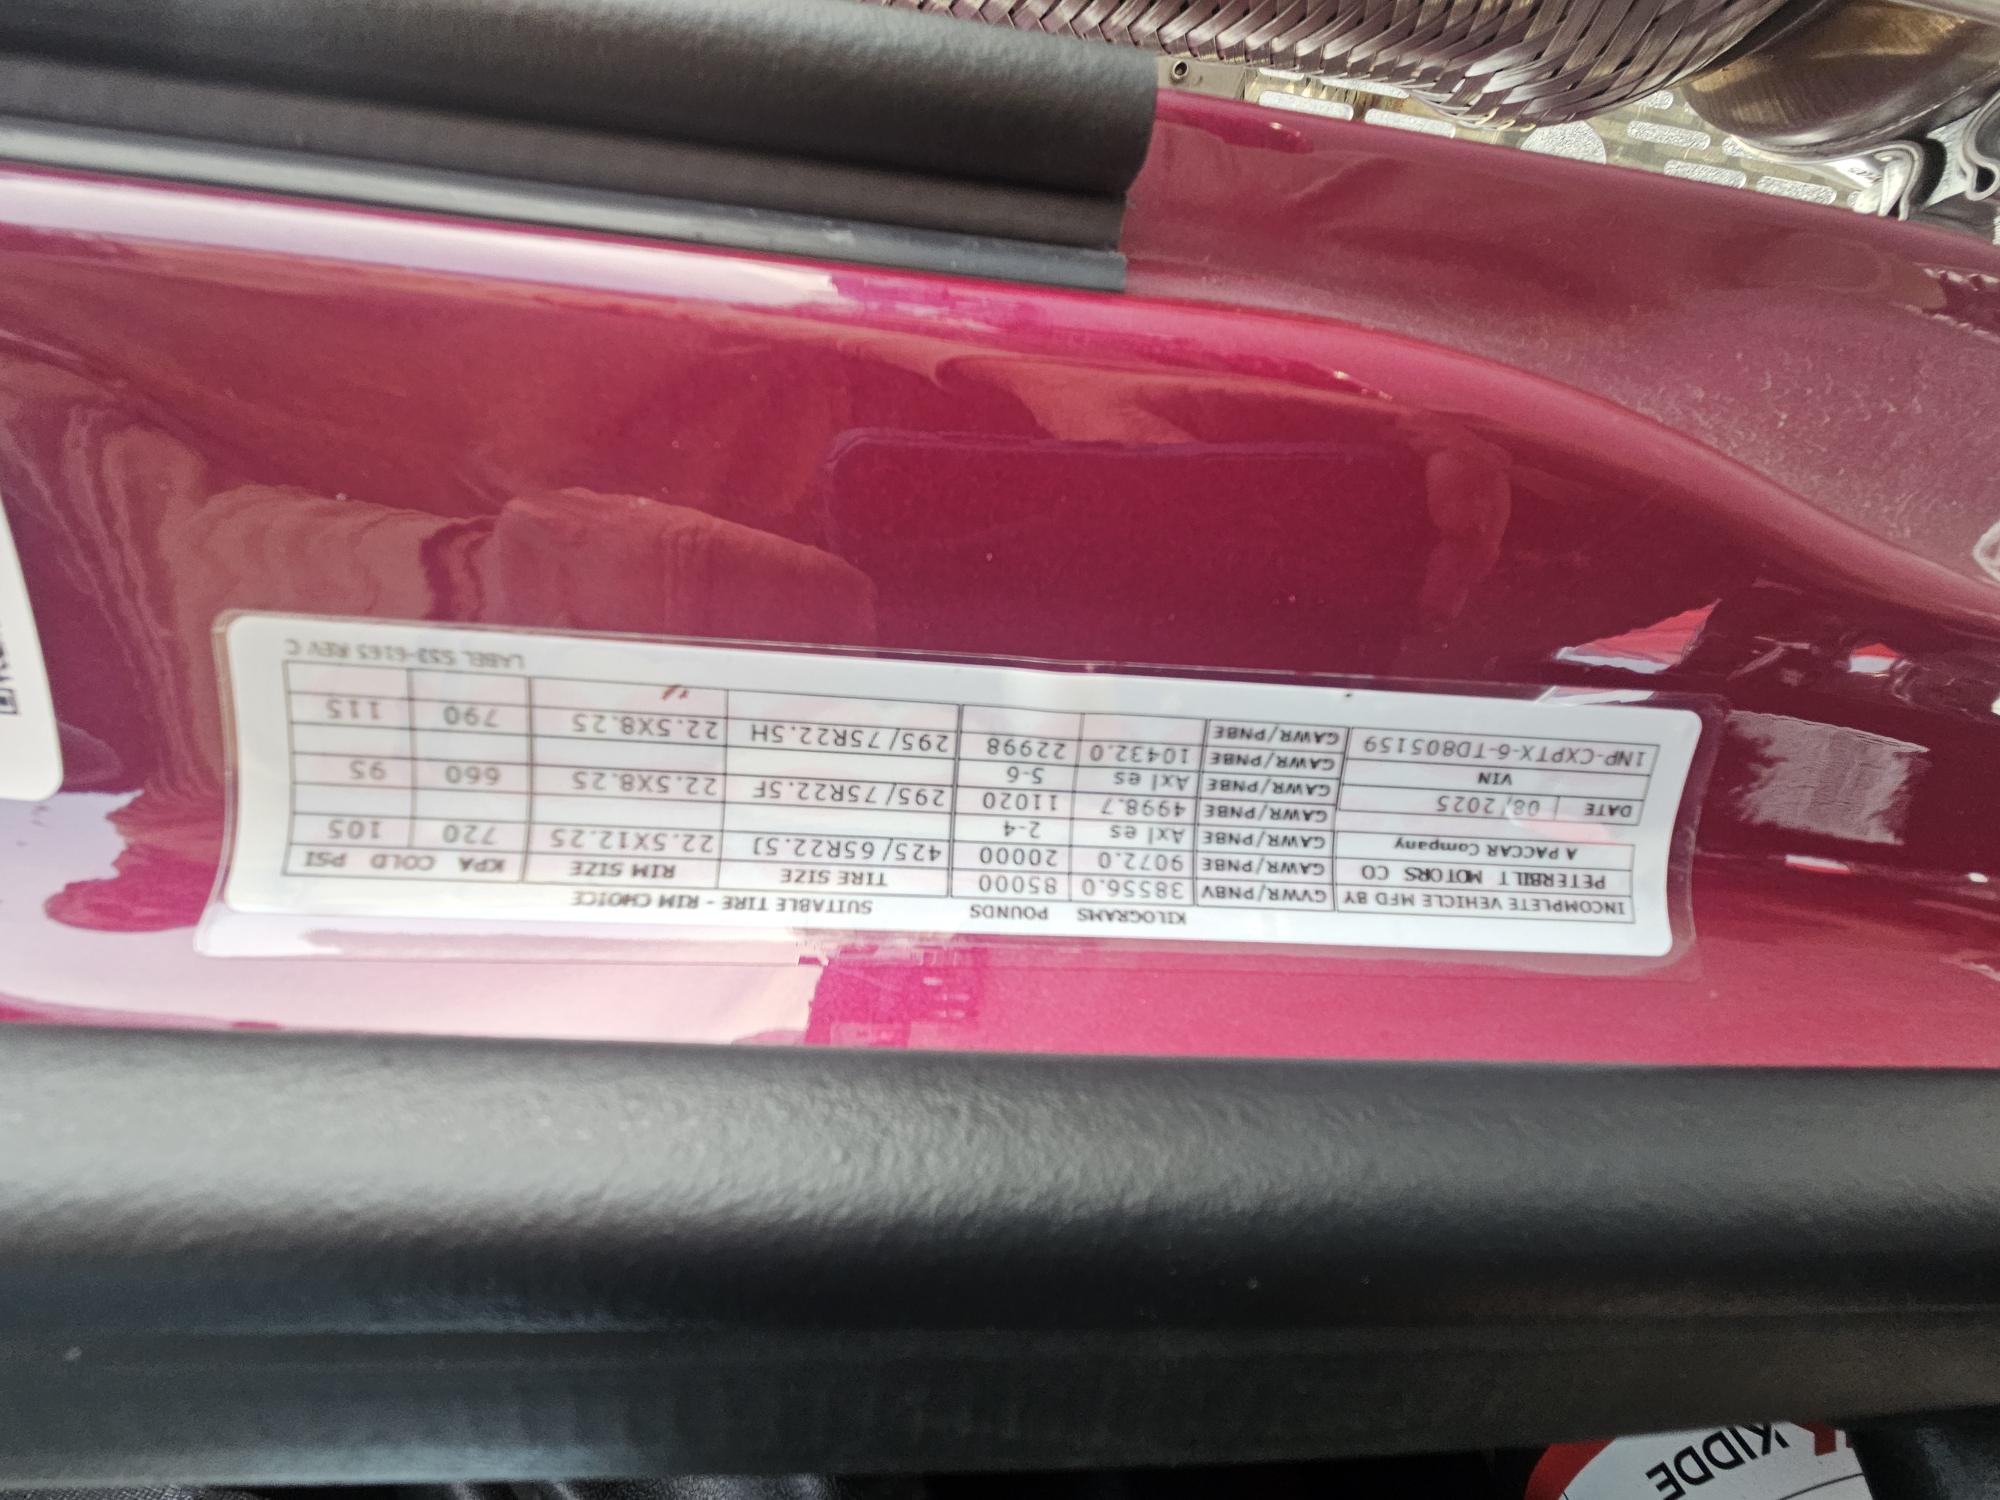 KILOGRAMS POUNDS SUITABLE TIRE - RIM CHOICE
INCOMPLETE VEHICLE MFD BY GVWR/PNBV 38556.0 85000 TIRE SIZE RIM SIZE KPA COLD PSI
PETERBILT MOTORS CO GAWR/PNBE 9072.0 20000 425/65R22.5J 22.5X12.25 720 105
A PACCAR Company GAWR/PNBE Axles 2-4
DATE 08/2025 GAWR/PNBE 4998.7 11020 295/75R22.5F 22.5X8.25 660 95
VIN GAWR/PNBE Axles 5-6
1NP-CXPTX-6-TD805159 GAWR/PNBE 10432.0 22998 295/75R22.5H 22.5X8.25 790 115
GAWR/PNBE
LABEL S53-6165 REV C
KIDDE